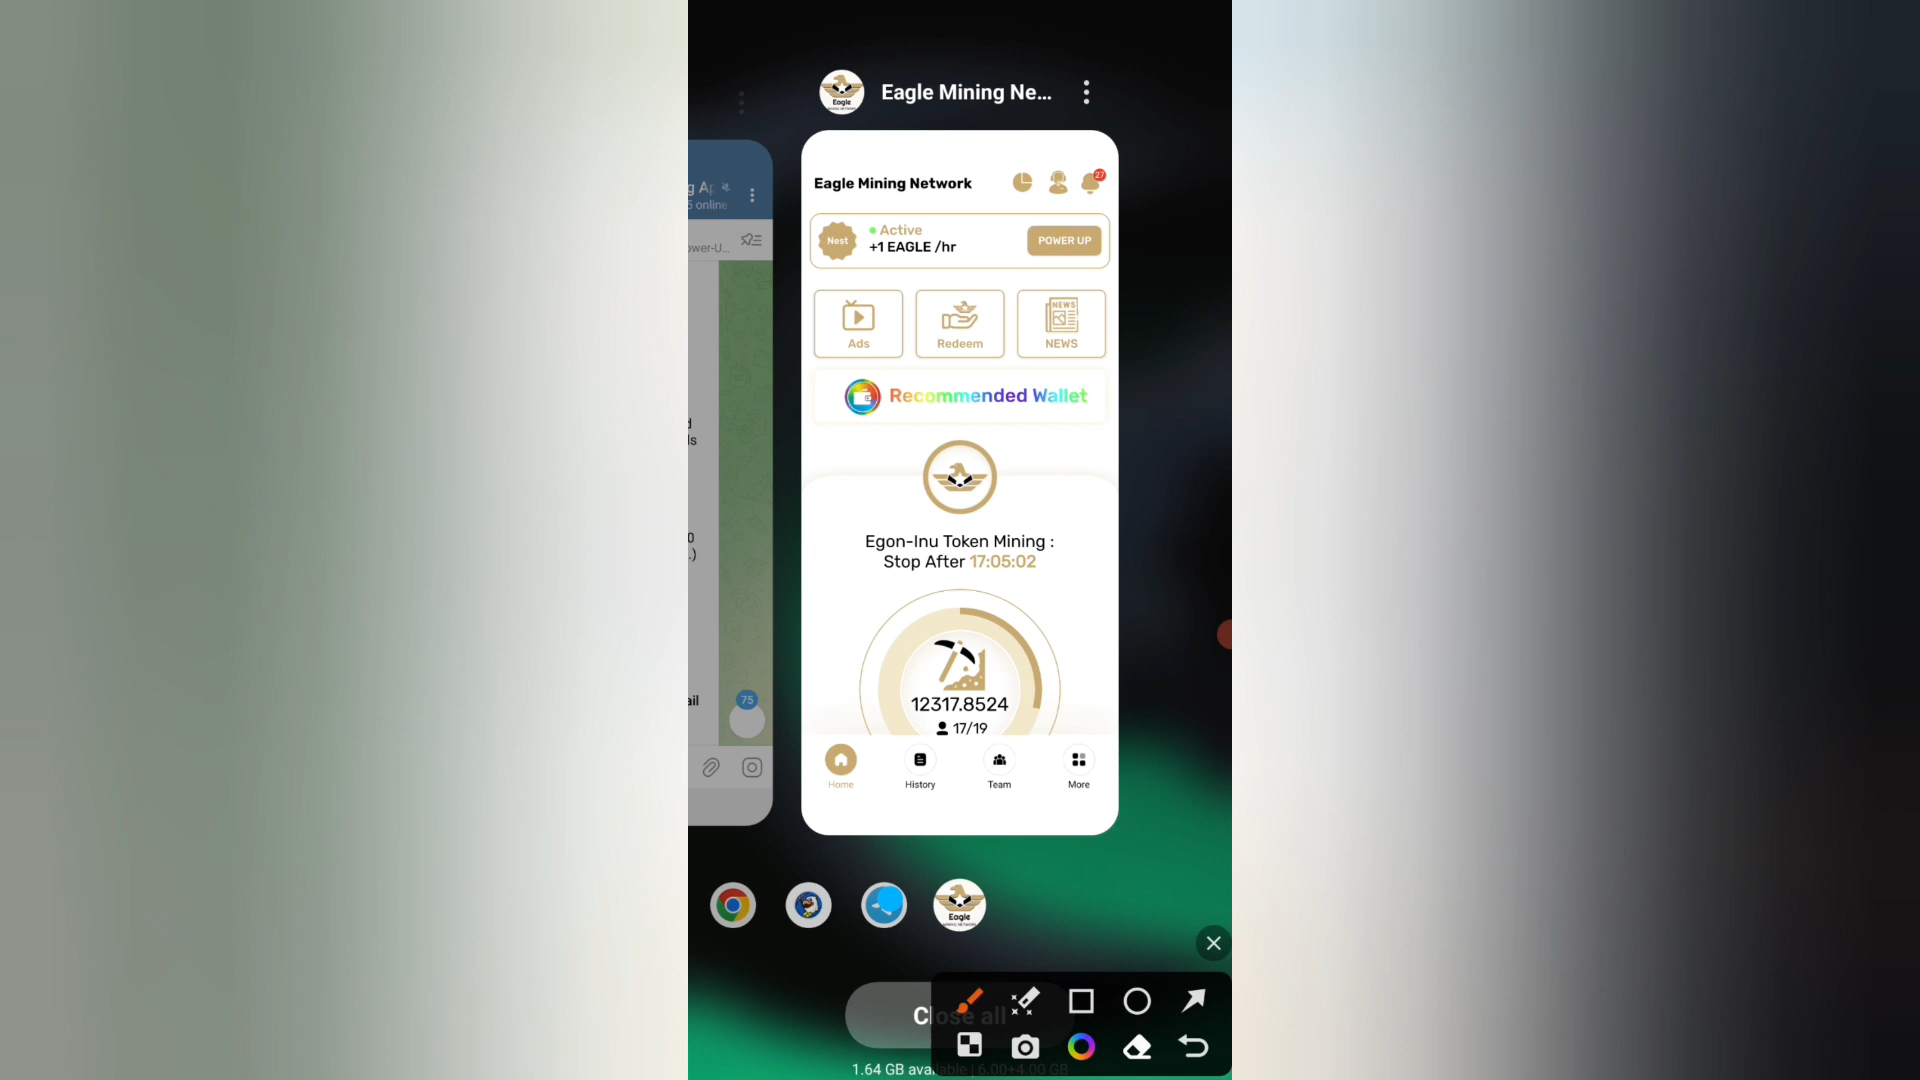 Eagle Mining Ne...
5 online
Eagle Mining Network
27
Nest
Active
+1 EAGLE /hr
POWER UP
Ads
Redeem
NEWS
NEWS
Recommended Wallet
Egon-Inu Token Mining :
Stop After 17:05:02
12317.8524
17/19
75
Home
History
Team
More
Eagle
Close all
1.64 GB available | 6.00+4.00 GB